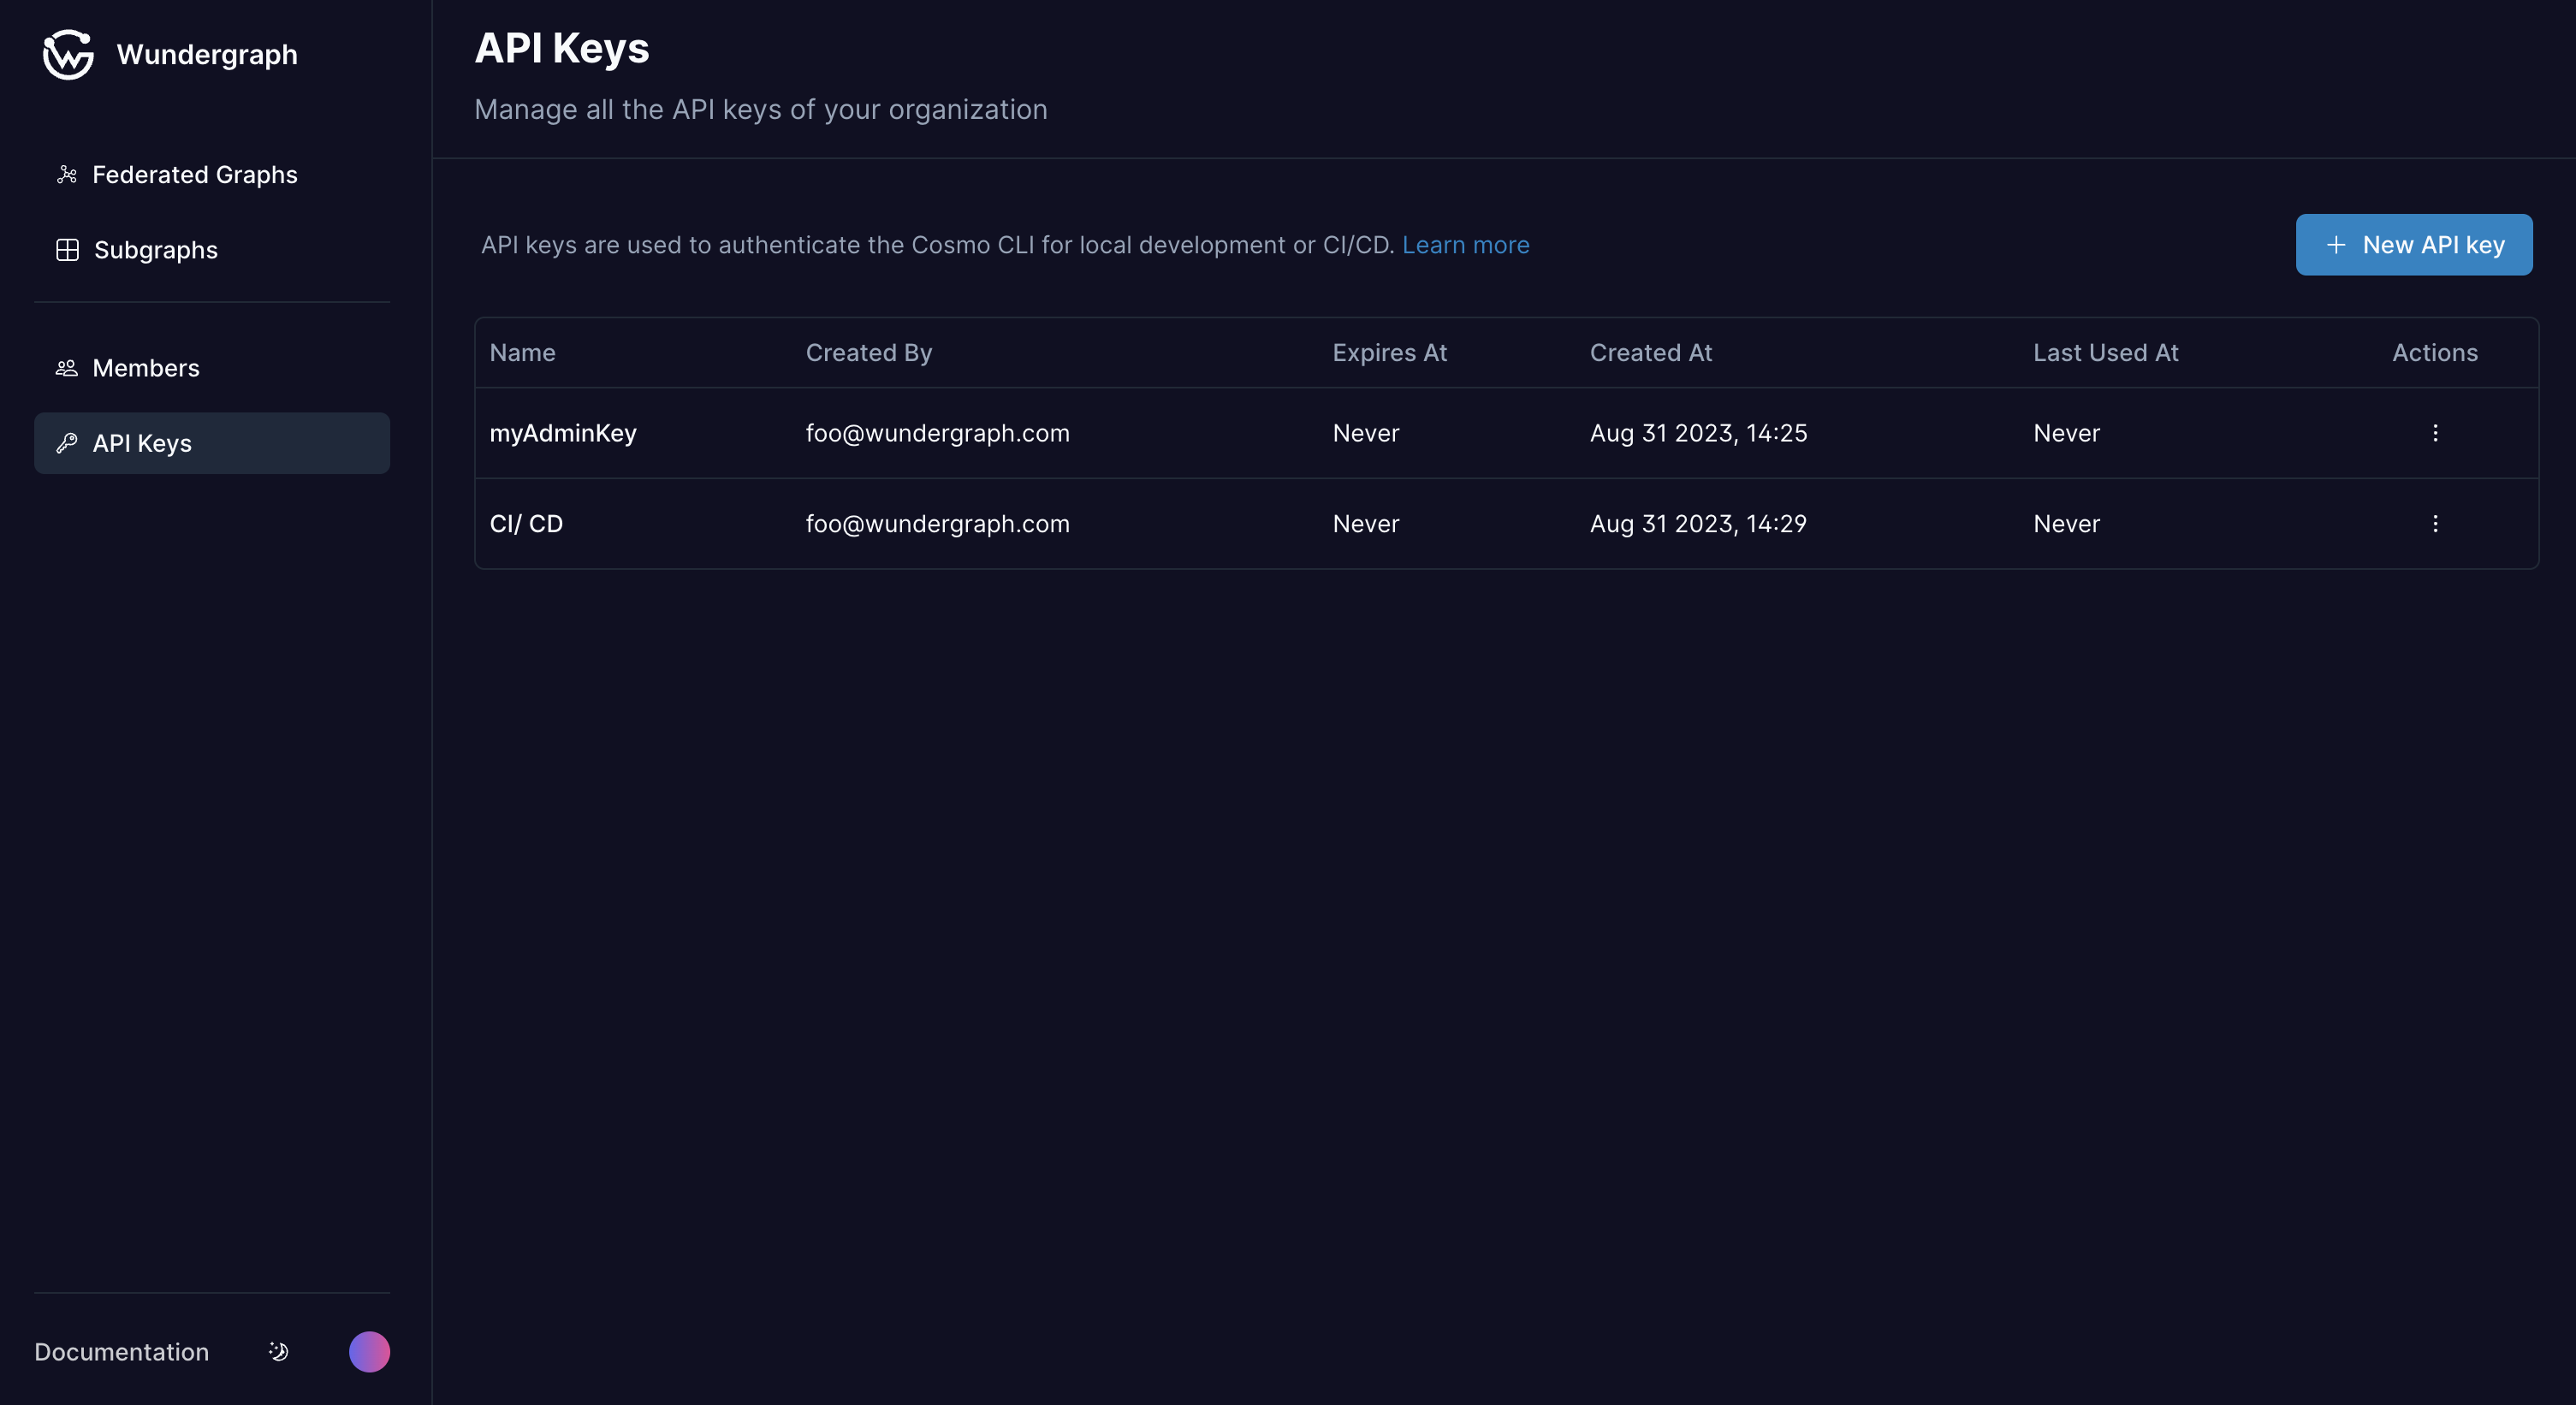 Wundergraph
Federated Graphs
Subgraphs
Members
API Keys
Documentation
API Keys
Manage all the API keys of your organization
API keys are used to authenticate the Cosmo CLI for local development or CI/CD. Learn more
New API key
Name Created By Expires At Created At Last Used At Actions
myAdminKey foo@wundergraph.com Never Aug 31 2023, 14:25 Never
CI/ CD foo@wundergraph.com Never Aug 31 2023, 14:29 Never